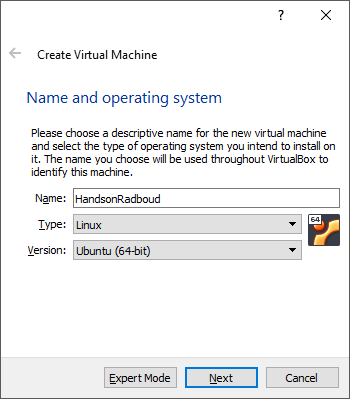 ?
Create Virtual Machine
Name and operating system
Please choose a descriptive name for the new virtual machine
and select the type of operating system you intend to install on
it. The name you choose will be used throughout VirtualBox to
identify this machine.
Name: HandsonRadboud
Type: Linux
64
Version: Ubuntu (64-bit)
Expert Mode Next Cancel